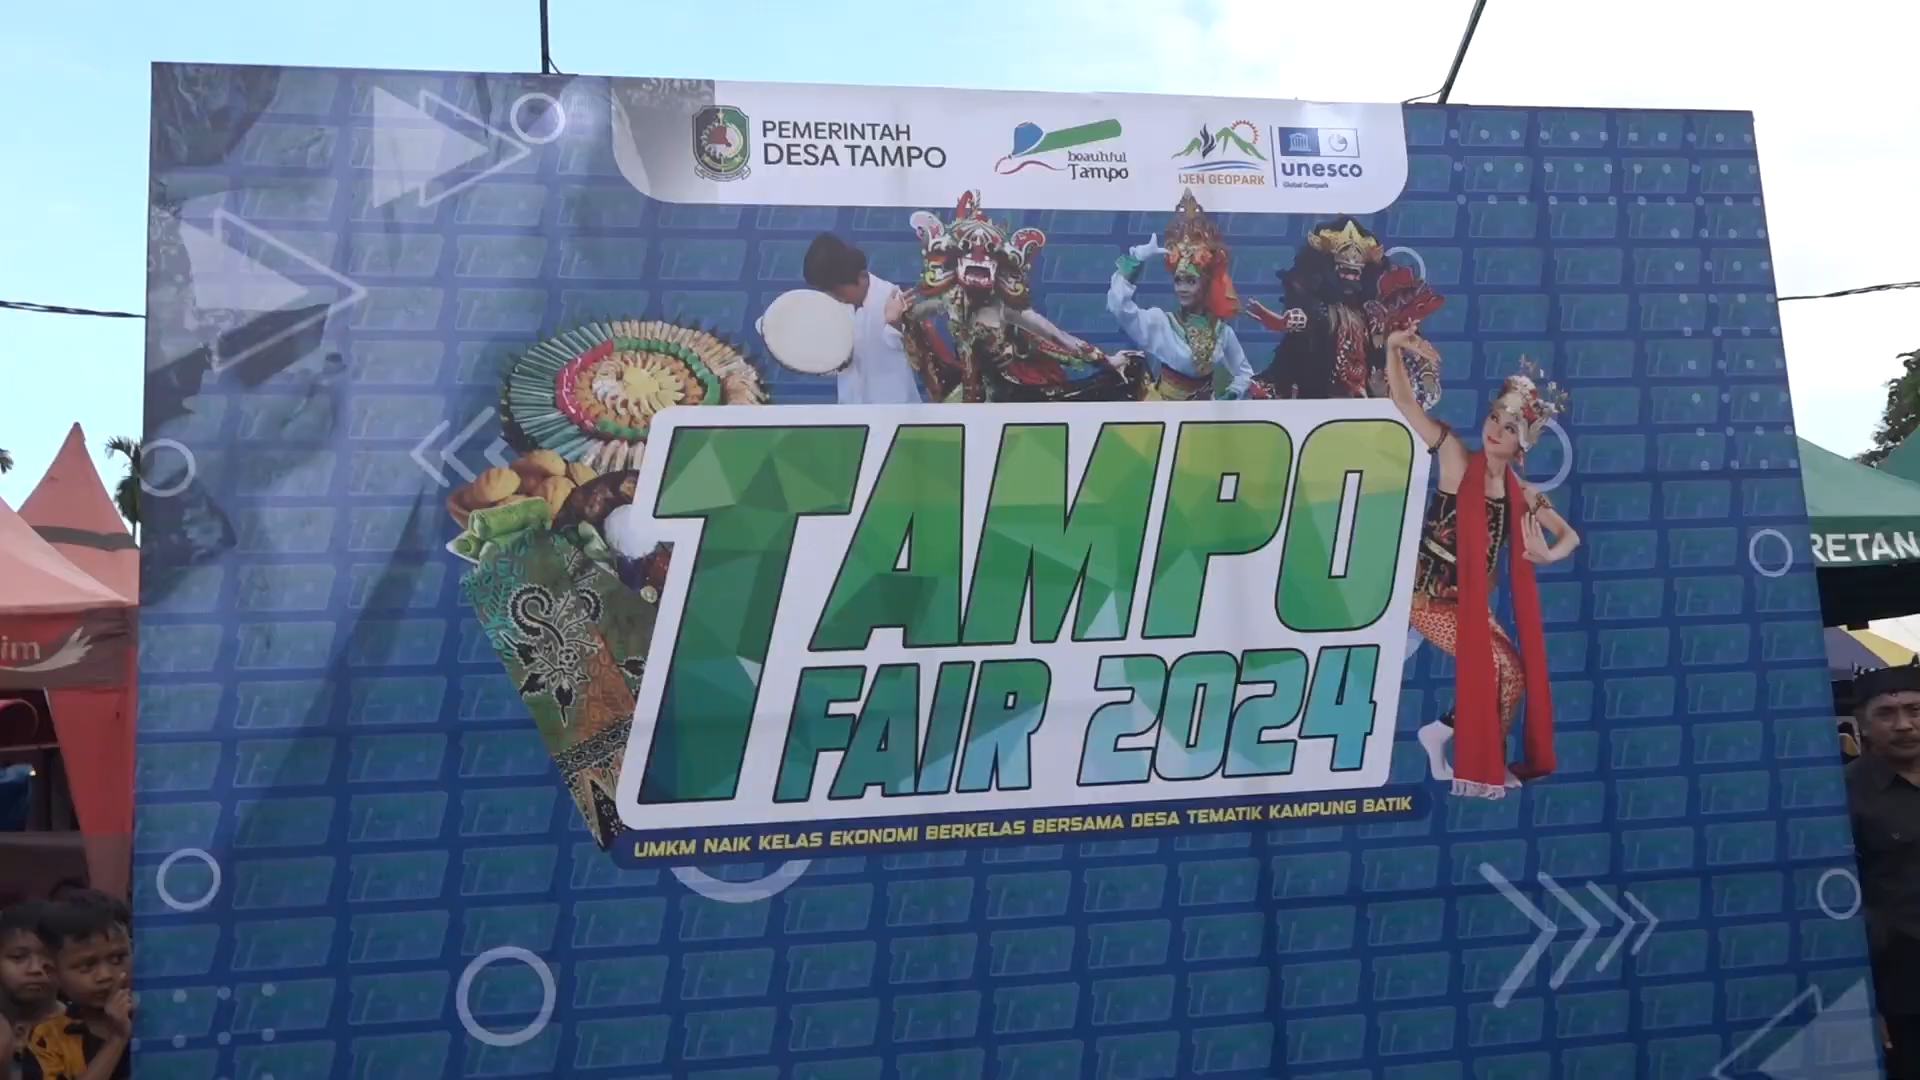 PEMERINTAH
DESA TAMPO
beautiful
Tampo
IJEN GEOPARK
unesco
Global Geopark
TAMPO
FAIR 2024
UMKM NAIK KELAS EKONOMI BERKELAS BERSAMA DESA TEMATIK KAMPUNG BATIK
RETAN
im